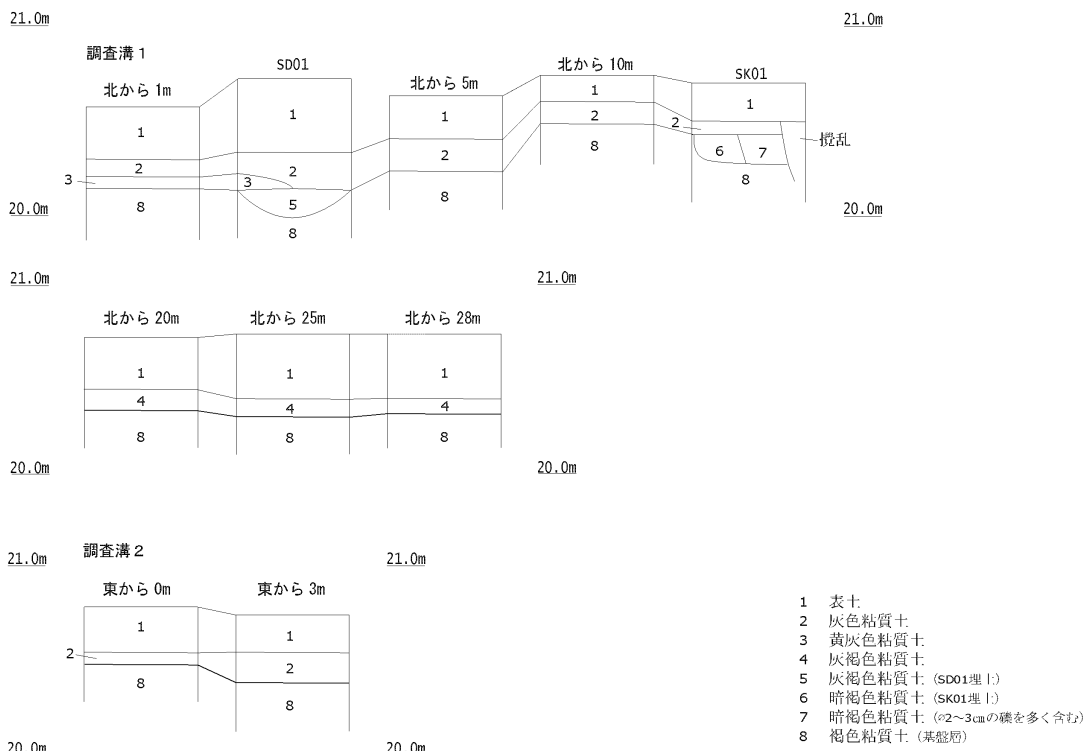 21.0m 21.0m
調査溝1
北から1m SD01 北から5m 北から10m SK01
1 1 1 1 1
2 2 2 2 2
3 3 6 7 攪乱
8 5 8 8 8
8
20.0m 20.0m
21.0m 21.0m
北から20m 北から25m 北から28m
1 1 1
4 4 4
8 8 8
20.0m 20.0m
調査溝2
21.0m 21.0m
東から0m 東から3m
1 1
2 2
8 8
20.0m 20.0m
1 表土
2 灰色粘質土
3 黄灰色粘質土
4 灰褐色粘質土
5 灰褐色粘質土(SD01埋土)
6 暗褐色粘質土(SK01埋土)
7 暗褐色粘質土(∅2～3㎝の礫を多く含む)
8 褐色粘質土(基盤層)